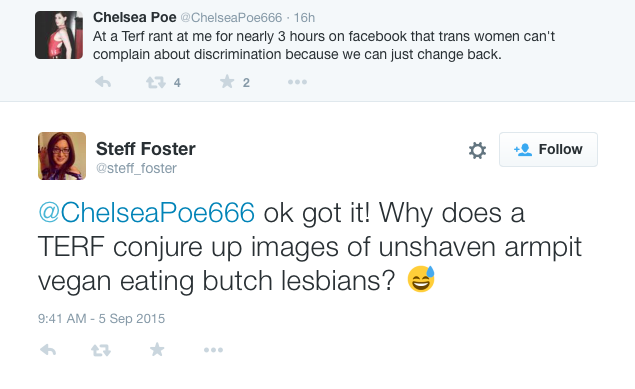 Chelsea Poe @ChelseaPoe666 · 16h
At a Terf rant at me for nearly 3 hours on facebook that trans women can't
complain about discrimination because we can just change back.
4 2
Steff Foster
@steff_foster
Follow
@ChelseaPoe666 ok got it! Why does a
TERF conjure up images of unshaven armpit
vegan eating butch lesbians? 😅
9:41 AM - 5 Sep 2015